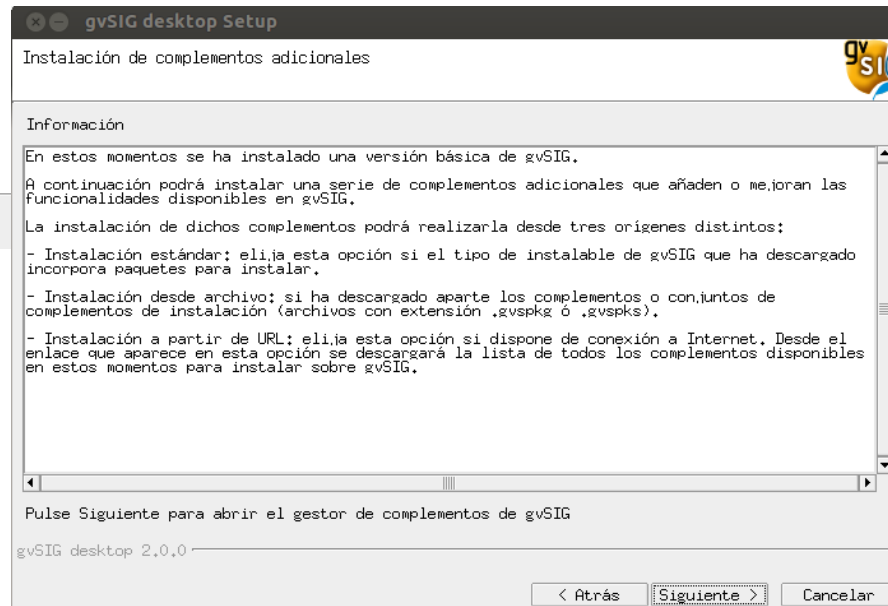 gvSIG desktop Setup
Instalación de complementos adicionales
gv
SIG
Información
En estos momentos se ha instalado una versión básica de gvSIG.
A continuación podrá instalar una serie de complementos adicionales que añaden o mejoran las
funcionalidades disponibles en gvSIG.
La instalación de dichos complementos podrá realizarla desde tres orígenes distintos:
- Instalación estándar: elija esta opción si el tipo de instalable de gvSIG que ha descargado
incorpora paquetes para instalar.
- Instalación desde archivo: si ha descargado aparte los complementos o conjuntos de
complementos de instalación (archivos con extensión .gvspkg ó .gvspks).
- Instalación a partir de URL: elija esta opción si dispone de conexión a Internet. Desde el
enlace que aparece en esta opción se descargará la lista de todos los complementos disponibles
en estos momentos para instalar sobre gvSIG.
Pulse Siguiente para abrir el gestor de complementos de gvSIG
gvSIG desktop 2.0.0
< Atrás Siguiente > Cancelar